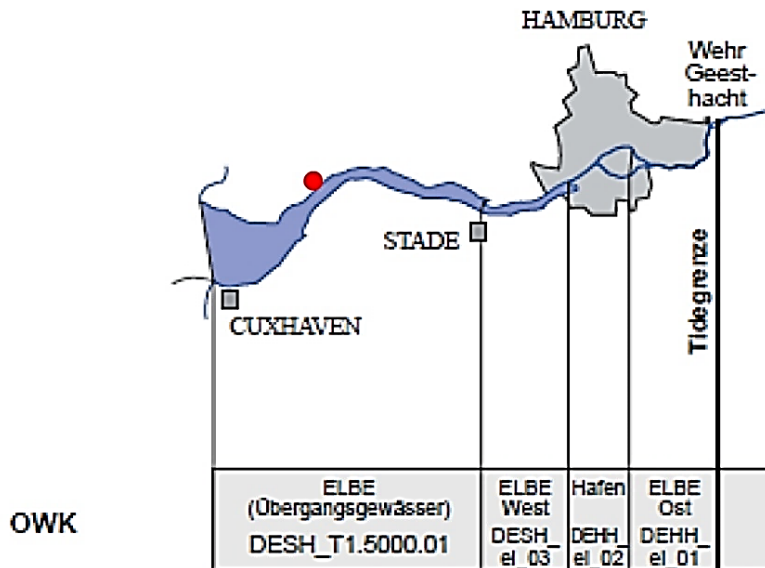 HAMBURG
Wehr
Geest-
hacht
STADE
Tidegrenze
CUXHAVEN
OWK
ELBE
(Übergangsgewässer)
DESH_T1.5000.01
ELBE
West
DESH_
el_03
Hafen
DEHH_
el_02
ELBE
Ost
DEHH_
el_01